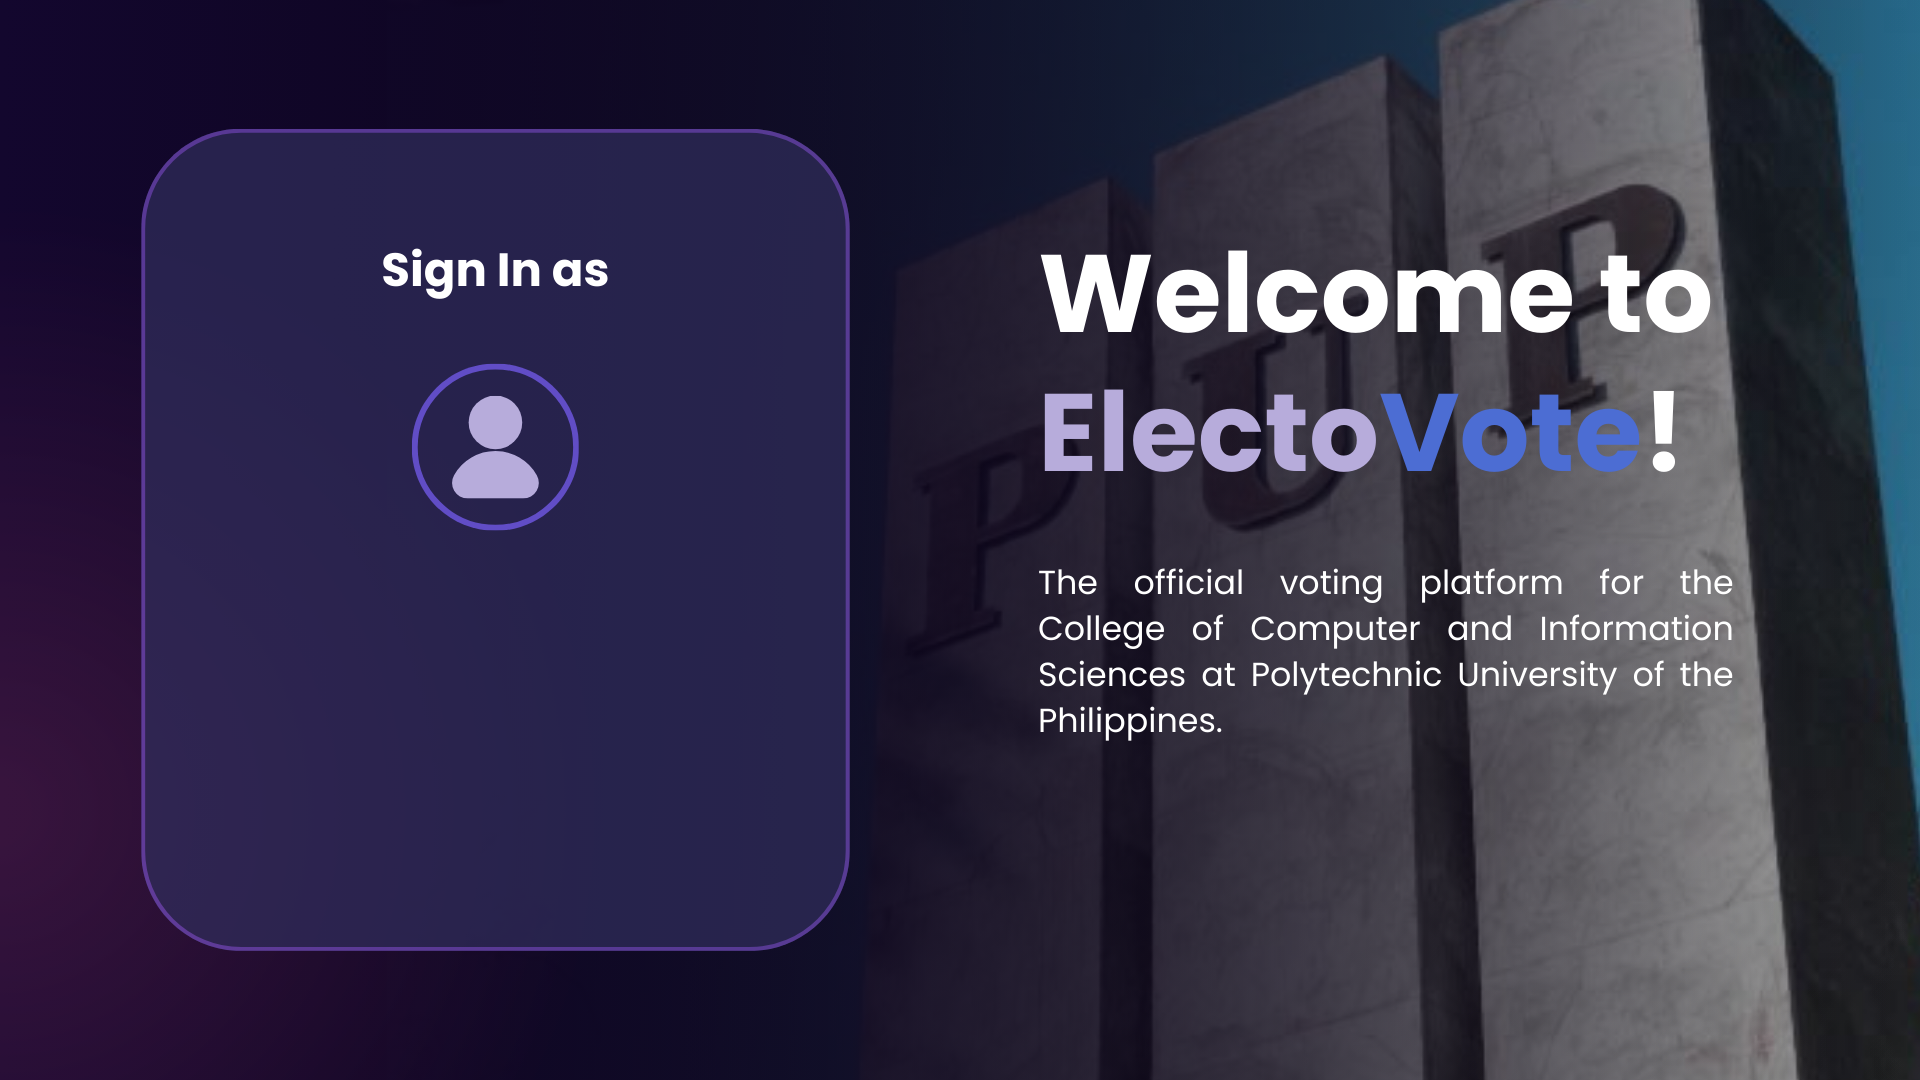 Sign In as
Welcome to
ElectoVote!
The official voting platform for the
College of Computer and Information
Sciences at Polytechnic University of the
Philippines.
P U P